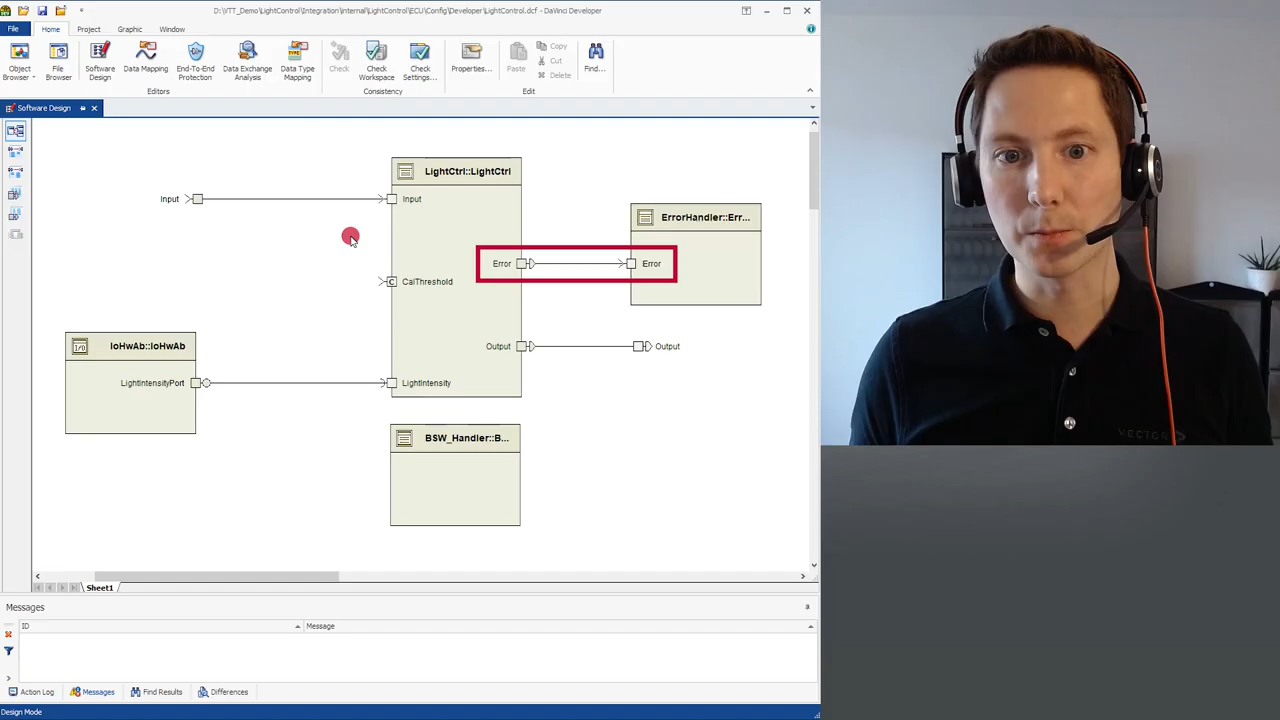 D:\VTT_Demo\LightControl\Integration\Internal\LightControl\ECU\Config\Developer\LightControl.dcf - DaVinci Developer
File
Home
Project
Graphic
Window
Object Browser
File Browser
Software Design
Data Mapping
End-To-End Protection
Data Exchange Analysis
Data Type Mapping
Check
Check Workspace
Check Settings...
Properties...
Paste
Copy
Cut
Delete
Find...
Editors
Consistency
Edit
Software Design
LightCtrl::LightCtrl
Input
Input
ErrorHandler::Err...
Error
Error
C CalThreshold
IoHwAb::IoHwAb
Output
Output
LightIntensityPort
LightIntensity
BSW_Handler::B...
Sheet1
Messages
ID
Message
Action Log
Messages
Find Results
Differences
Design Mode
VECTOR